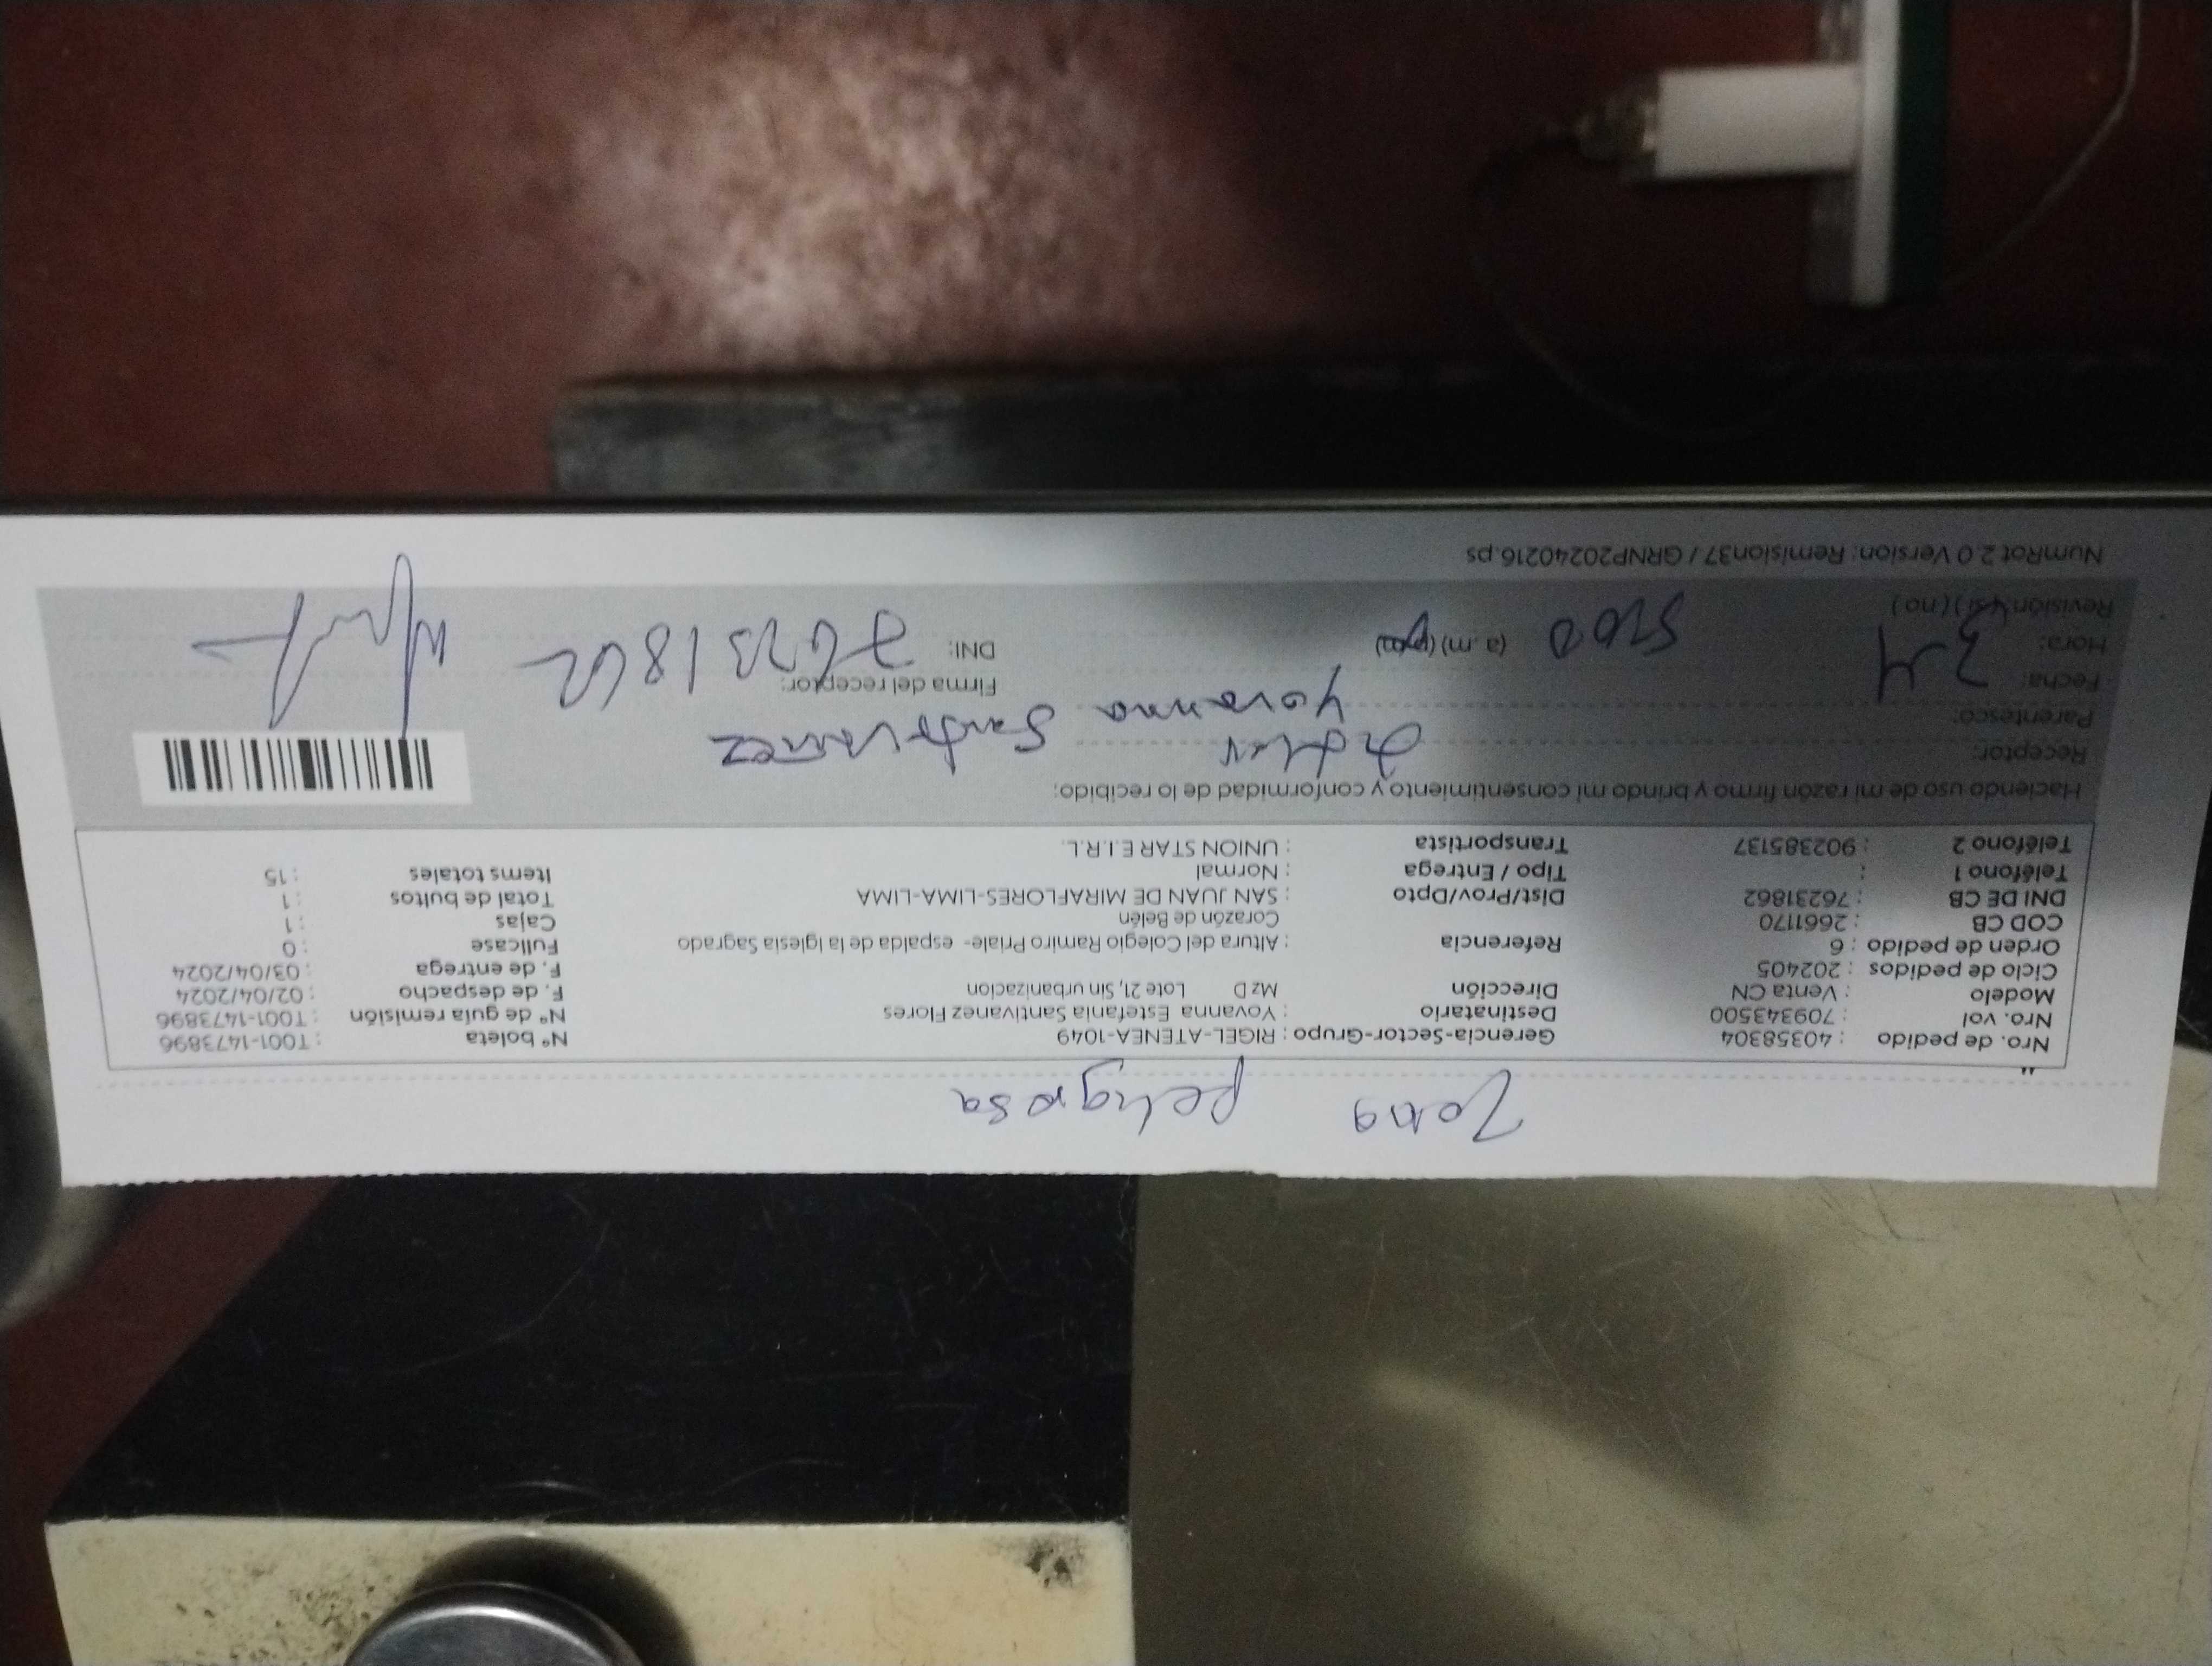 Zona peligrosa
Nro. de pedido : 40358304
Nro. vol : 709343500
Modelo : Venta CN
Ciclo de pedidos : 202405
Orden de pedido : 6
COD CB : 2661170
DNI DE CB : 76231862
Teléfono 1 :
Teléfono 2 : 902385137
Gerencia-Sector-Grupo : RIGEL-ATENEA-1049
Destinatario : Yovanna Estefania Santivanez Flores
Dirección MzD Lote 21, Sin urbanizacion
Referencia : Altura del Colegio Ramiro Priale- espalda de la Iglesia Sagrado
Corazón de Belén
Dist/Prov/Dpto : SAN JUAN DE MIRAFLORES-LIMA-LIMA
Tipo / Entrega : Normal
Transportista : UNION STAR E.I.R.L.
Nº boleta : T001-1473896
Nº de guía remisión : T001-1473896
F. de despacho : 02/04/2024
F. de entrega : 03/04/2024
Fullcase : 0
Cajas : 1
Total de bultos : 1
Items totales : 15
Haciendo uso de mi razón firmo y brindo mi consentimiento y conformidad de lo recibido:
Receptor:
Parentesco: Yovanna
Fecha: 3-4
Hora: (a.m)
Revisión: (si) (no)
Firma del receptor:
DNI: 76231862
NumRot 2.0 Version: Remision37 / GRNP20240216.ps